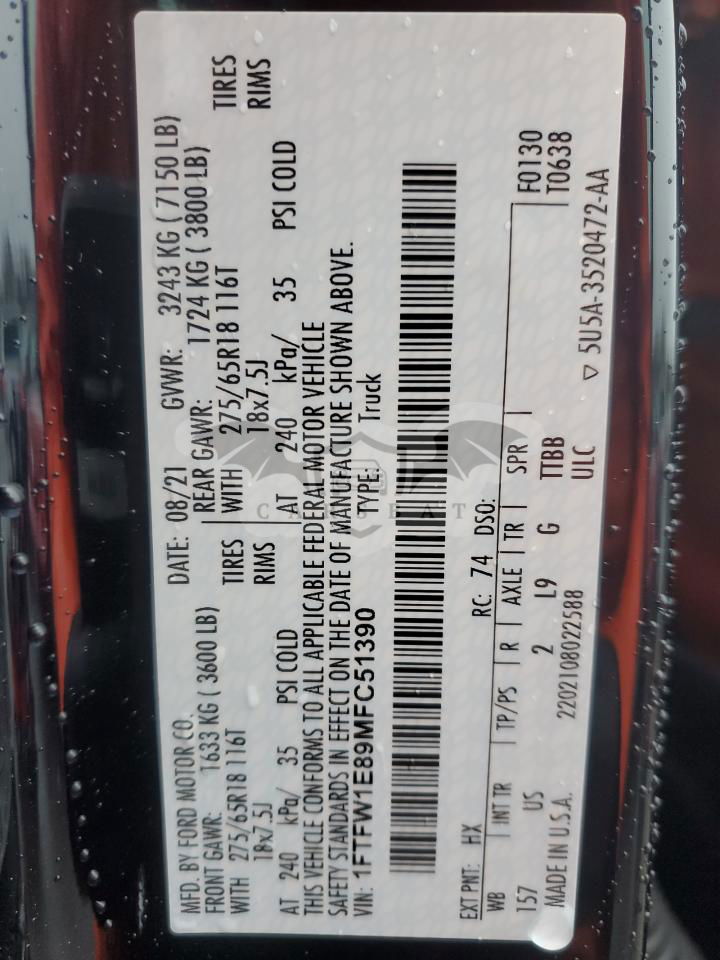 MFD. BY FORD MOTOR CO. DATE: 08/21 GVWR: 3243 KG ( 7150 LB)
FRONT GAWR: 1633 KG ( 3600 LB) REAR GAWR: 1724 KG ( 3800 LB)
WITH 275/65R18 116T TIRES WITH 275/65R18 116T TIRES
18x7.5J RIMS 18x7.5J RIMS
AT 240 kPa/ 35 PSI COLD AT 240 kPa/ 35 PSI COLD
THIS VEHICLE CONFORMS TO ALL APPLICABLE FEDERAL MOTOR VEHICLE
SAFETY STANDARDS IN EFFECT ON THE DATE OF MANUFACTURE SHOWN ABOVE.
VIN: 1FTFW1E89MFC51390 TYPE: Truck
EXT PNT: HX RC: 74 DSO:
WB INT TR TP/PS R AXLE TR SPR F0130
157 US 2 L9 G TTBB T0638
MADE IN U.S.A. 2202108022588 ULC
▽ 5U5A-3520472-AA